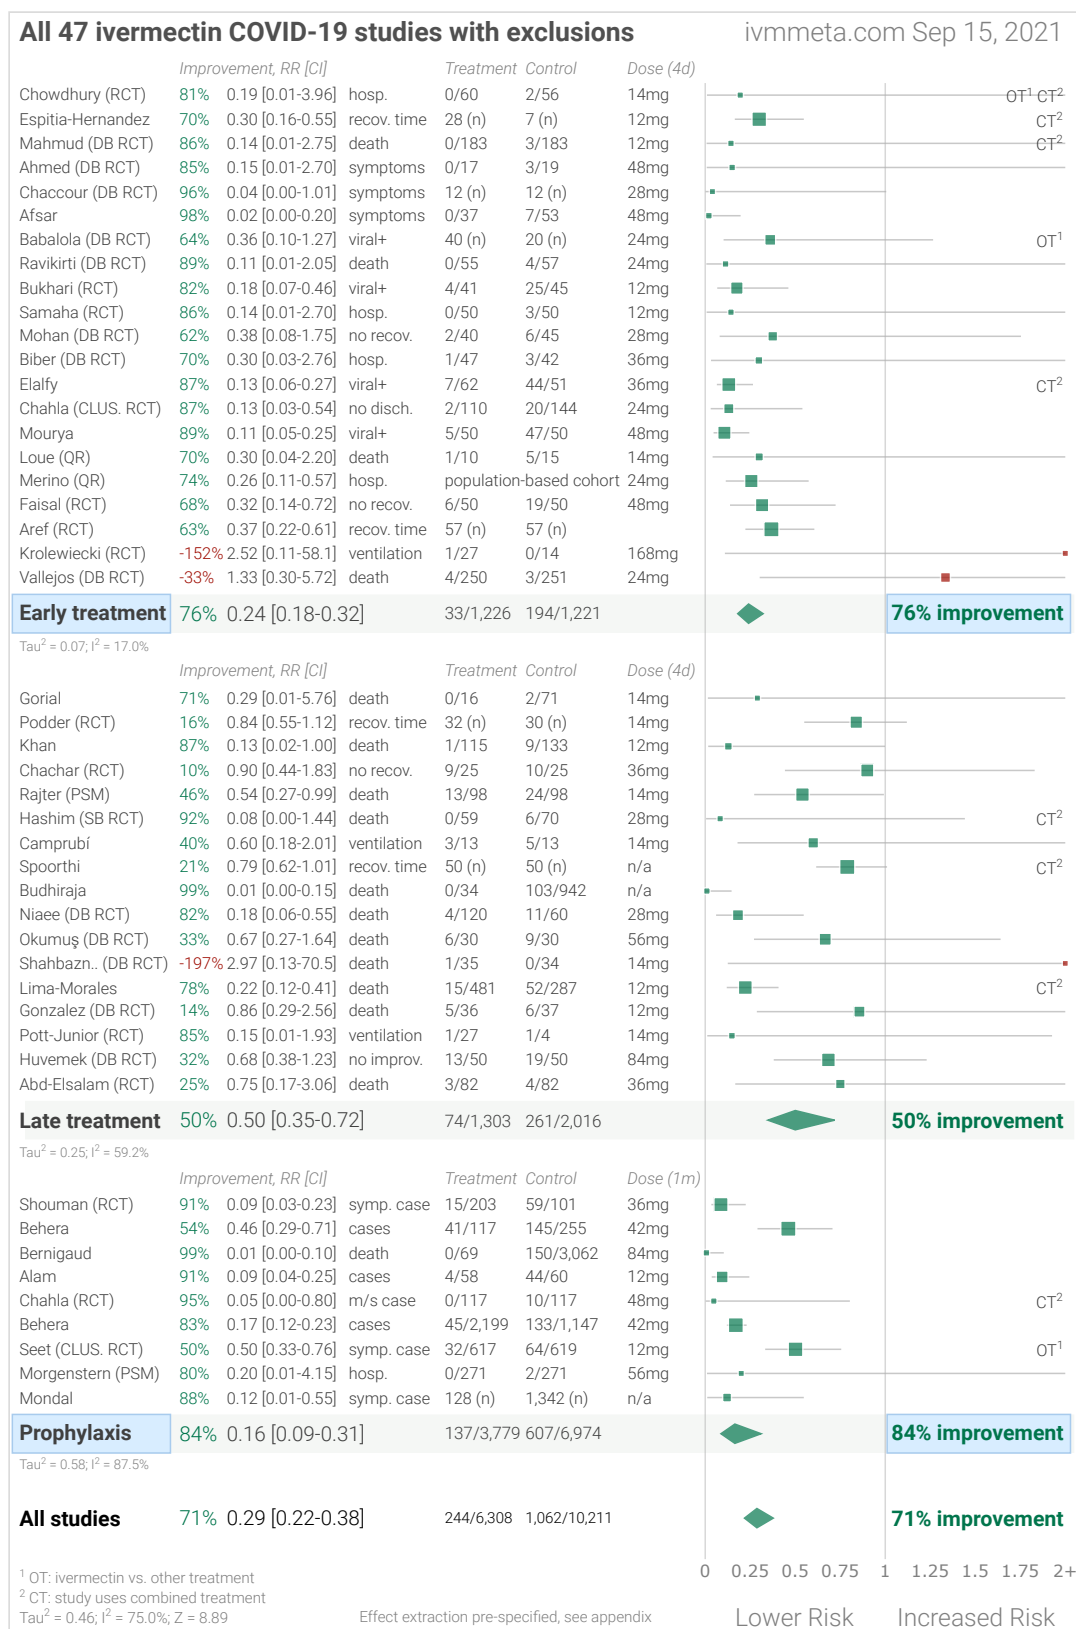 All 47 ivermectin COVID-19 studies with exclusions ivmmeta.com Sep 15, 2021
Improvement, RR [CI] Treatment Control Dose (4d)
Chowdhury (RCT) 81% 0.19 [0.01-3.96] hosp. 0/60 2/56 14mg OT¹ CT²
Espitia-Hernandez 70% 0.30 [0.16-0.55] recov. time 28 (n) 7 (n) 12mg CT²
Mahmud (DB RCT) 86% 0.14 [0.01-2.75] death 0/183 3/183 12mg CT²
Ahmed (DB RCT) 85% 0.15 [0.01-2.70] symptoms 0/17 3/19 48mg
Chaccour (DB RCT) 96% 0.04 [0.00-1.01] symptoms 12 (n) 12 (n) 28mg
Afsar 98% 0.02 [0.00-0.20] symptoms 0/37 7/53 48mg
Babalola (DB RCT) 64% 0.36 [0.10-1.27] viral+ 40 (n) 20 (n) 24mg OT¹
Ravikirti (DB RCT) 89% 0.11 [0.01-2.05] death 0/55 4/57 24mg
Bukhari (RCT) 82% 0.18 [0.07-0.46] viral+ 4/41 25/45 12mg
Samaha (RCT) 86% 0.14 [0.01-2.70] hosp. 0/50 3/50 12mg
Mohan (DB RCT) 62% 0.38 [0.08-1.75] no recov. 2/40 6/45 28mg
Biber (DB RCT) 70% 0.30 [0.03-2.76] hosp. 1/47 3/42 36mg
Elalfy 87% 0.13 [0.06-0.27] viral+ 7/62 44/51 36mg CT²
Chahla (CLUS. RCT) 87% 0.13 [0.03-0.54] no disch. 2/110 20/144 24mg
Mourya 89% 0.11 [0.05-0.25] viral+ 5/50 47/50 48mg
Loue (QR) 70% 0.30 [0.04-2.20] death 1/10 5/15 14mg
Merino (QR) 74% 0.26 [0.11-0.57] hosp. population-based cohort 24mg
Faisal (RCT) 68% 0.32 [0.14-0.72] no recov. 6/50 19/50 48mg
Aref (RCT) 63% 0.37 [0.22-0.61] recov. time 57 (n) 57 (n)
Krolewiecki (RCT) -152% 2.52 [0.11-58.1] ventilation 1/27 0/14 168mg
Vallejos (DB RCT) -33% 1.33 [0.30-5.72] death 4/250 3/251 24mg
Early treatment 76% 0.24 [0.18-0.32] 33/1,226 194/1,221 76% improvement
Tau² = 0.07; I² = 17.0%
Improvement, RR [CI] Treatment Control Dose (4d)
Gorial 71% 0.29 [0.01-5.76] death 0/16 2/71 14mg
Podder (RCT) 16% 0.84 [0.55-1.12] recov. time 32 (n) 30 (n) 14mg
Khan 87% 0.13 [0.02-1.00] death 1/115 9/133 12mg
Chachar (RCT) 10% 0.90 [0.44-1.83] no recov. 9/25 10/25 36mg
Rajter (PSM) 46% 0.54 [0.27-0.99] death 13/98 24/98 14mg
Hashim (SB RCT) 92% 0.08 [0.00-1.44] death 0/59 6/70 28mg CT²
Camprubí 40% 0.60 [0.18-2.01] ventilation 3/13 5/13 14mg
Spoorthi 21% 0.79 [0.62-1.01] recov. time 50 (n) 50 (n) n/a CT²
Budhiraja 99% 0.01 [0.00-0.15] death 0/34 103/942 n/a
Niaee (DB RCT) 82% 0.18 [0.06-0.55] death 4/120 11/60 28mg
Okumuş (DB RCT) 33% 0.67 [0.27-1.64] death 6/30 9/30 56mg
Shahbazn.. (DB RCT) -197% 2.97 [0.13-70.5] death 1/35 0/34 14mg
Lima-Morales 78% 0.22 [0.12-0.41] death 15/481 52/287 12mg CT²
Gonzalez (DB RCT) 14% 0.86 [0.29-2.56] death 5/36 6/37 12mg
Pott-Junior (RCT) 85% 0.15 [0.01-1.93] ventilation 1/27 1/4 14mg
Huvemek (DB RCT) 32% 0.68 [0.38-1.23] no improv. 13/50 19/50 84mg
Abd-Elsalam (RCT) 25% 0.75 [0.17-3.06] death 3/82 4/82 36mg
Late treatment 50% 0.50 [0.35-0.72] 74/1,303 261/2,016 50% improvement
Tau² = 0.25; I² = 59.2%
Improvement, RR [CI] Treatment Control Dose (1m)
Shouman (RCT) 91% 0.09 [0.03-0.23] symp. case 15/203 59/101 36mg
Behera 54% 0.46 [0.29-0.71] cases 41/117 145/255 42mg
Bernigaud 99% 0.01 [0.00-0.10] death 0/69 150/3,062 84mg
Alam 91% 0.09 [0.04-0.25] cases 4/58 44/60 12mg
Chahla (RCT) 95% 0.05 [0.00-0.80] m/s case 0/117 10/117 48mg CT²
Behera 83% 0.17 [0.12-0.23] cases 45/2,199 133/1,147 42mg
Seet (CLUS. RCT) 50% 0.50 [0.33-0.76] symp. case 32/617 64/619 12mg OT¹
Morgenstern (PSM) 80% 0.20 [0.01-4.15] hosp. 0/271 2/271 56mg
Mondal 88% 0.12 [0.01-0.55] symp. case 128 (n) 1,342 (n) n/a
Prophylaxis 84% 0.16 [0.09-0.31] 137/3,779 607/6,974 84% improvement
Tau² = 0.58; I² = 87.5%
All studies 71% 0.29 [0.22-0.38] 244/6,308 1,062/10,211 71% improvement
0 0.25 0.5 0.75 1 1.25 1.5 1.75 2+
¹ OT: ivermectin vs. other treatment
² CT: study uses combined treatment
Tau² = 0.46; I² = 75.0%; Z = 8.89 Effect extraction pre-specified, see appendix Lower Risk Increased Risk